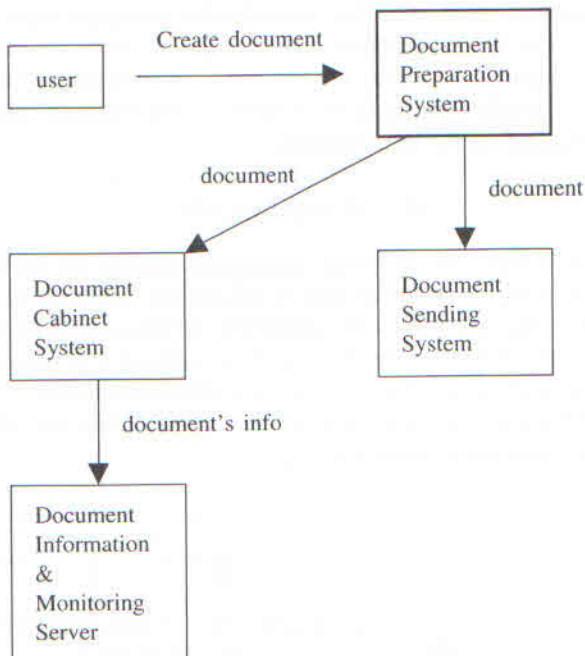 Create document
user
Document
Preparation
System
document
document
Document
Cabinet
System
Document
Sending
System
document's info
Document
Information
&
Monitoring
Server